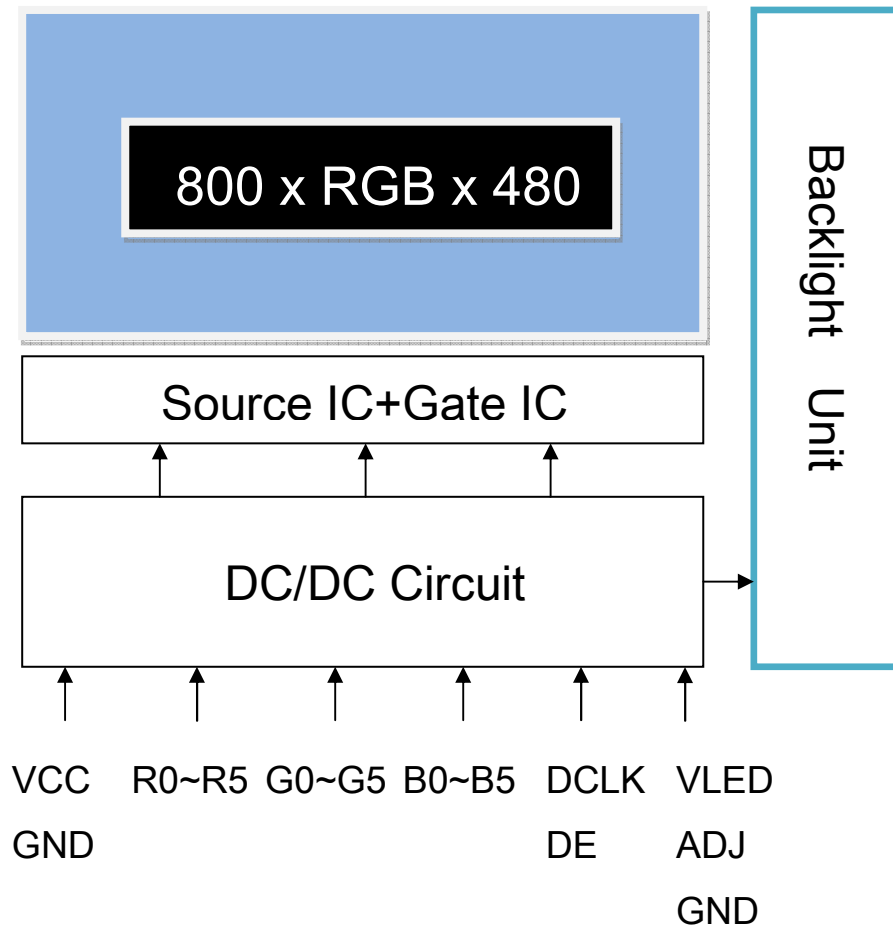 800 x RGB x 480
Backlight Unit
Source IC+Gate IC
DC/DC Circuit
VCC R0~R5 G0~G5 B0~B5 DCLK VLED
GND DE ADJ
GND